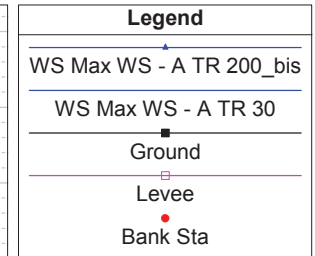 Legend
WS Max WS - A TR 200_bis
WS Max WS - A TR 30
Ground
Levee
Bank Sta